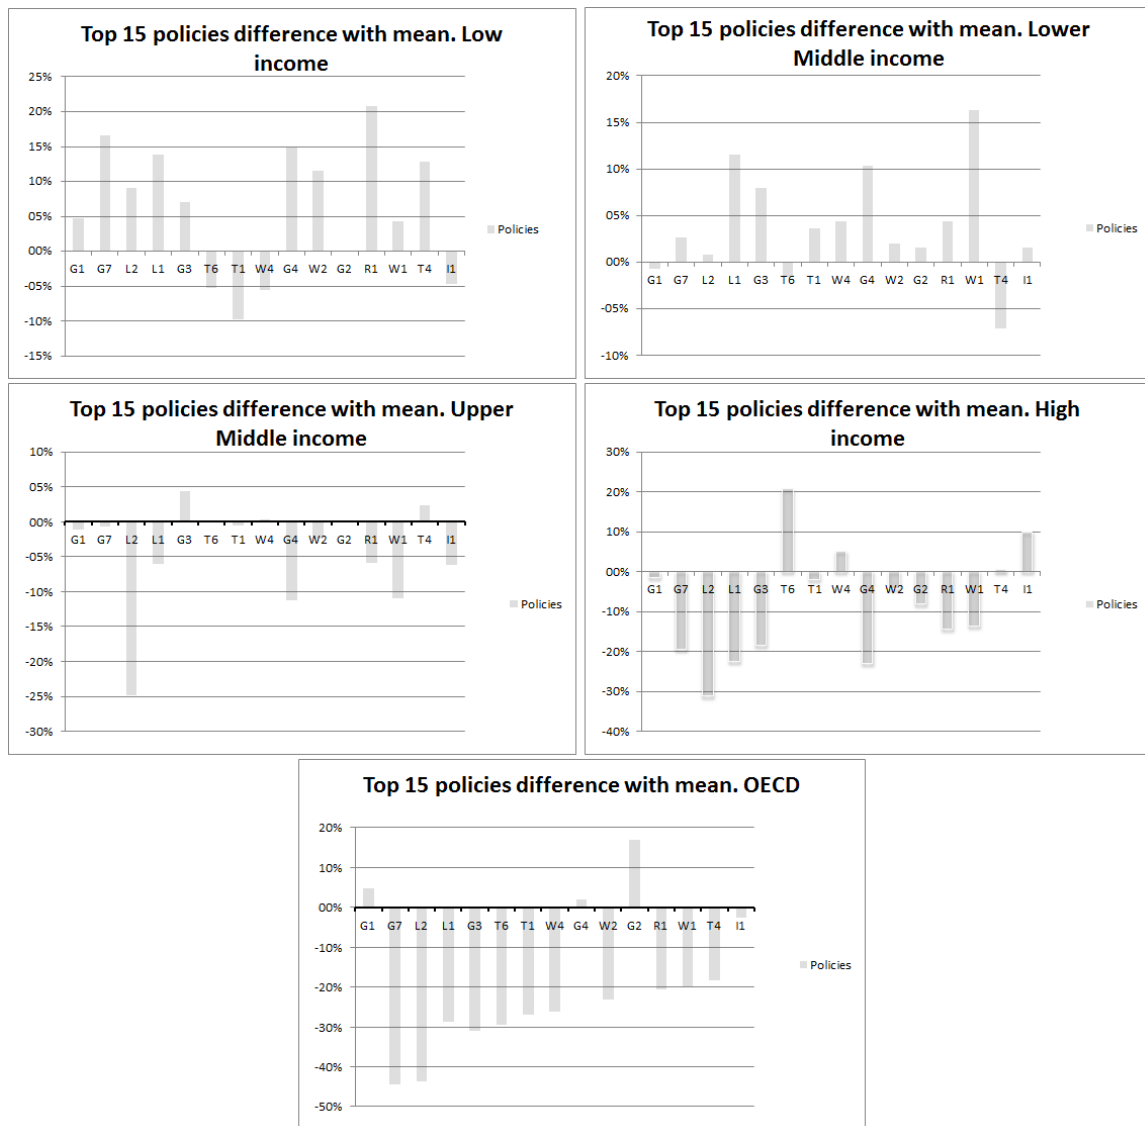 Top 15 policies difference with mean. Low
income
25%
20%
15%
10%
05%
00%
-05%
-10%
-15%
G1 G7 L2 L1 G3 T6 T1 W4 G4 W2 G2 R1 W1 T4 I1
Policies
Top 15 policies difference with mean. Lower
Middle income
20%
15%
10%
05%
00%
-05%
-10%
G1 G7 L2 L1 G3 T6 T1 W4 G4 W2 G2 R1 W1 T4 I1
Policies
Top 15 policies difference with mean. Upper
Middle income
10%
05%
00%
-05%
-10%
-15%
-20%
-25%
-30%
G1 G7 L2 L1 G3 T6 T1 W4 G4 W2 G2 R1 W1 T4 I1
Policies
Top 15 policies difference with mean. High
income
30%
20%
10%
00%
-10%
-20%
-30%
-40%
G1 G7 L2 L1 G3 T6 T1 W4 G4 W2 G2 R1 W1 T4 I1
Policies
Top 15 policies difference with mean. OECD
20%
10%
00%
-10%
-20%
-30%
-40%
-50%
G1 G7 L2 L1 G3 T6 T1 W4 G4 W2 G2 R1 W1 T4 I1
Policies